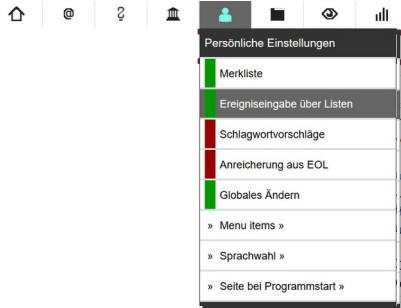 @
Persönliche Einstellungen
Merkliste
Ereigniseingabe über Listen
Schlagwortvorschläge
Anreicherung aus EOL
Globales Ändern
» Menu items »
» Sprachwahl »
» Seite bei Programmstart »